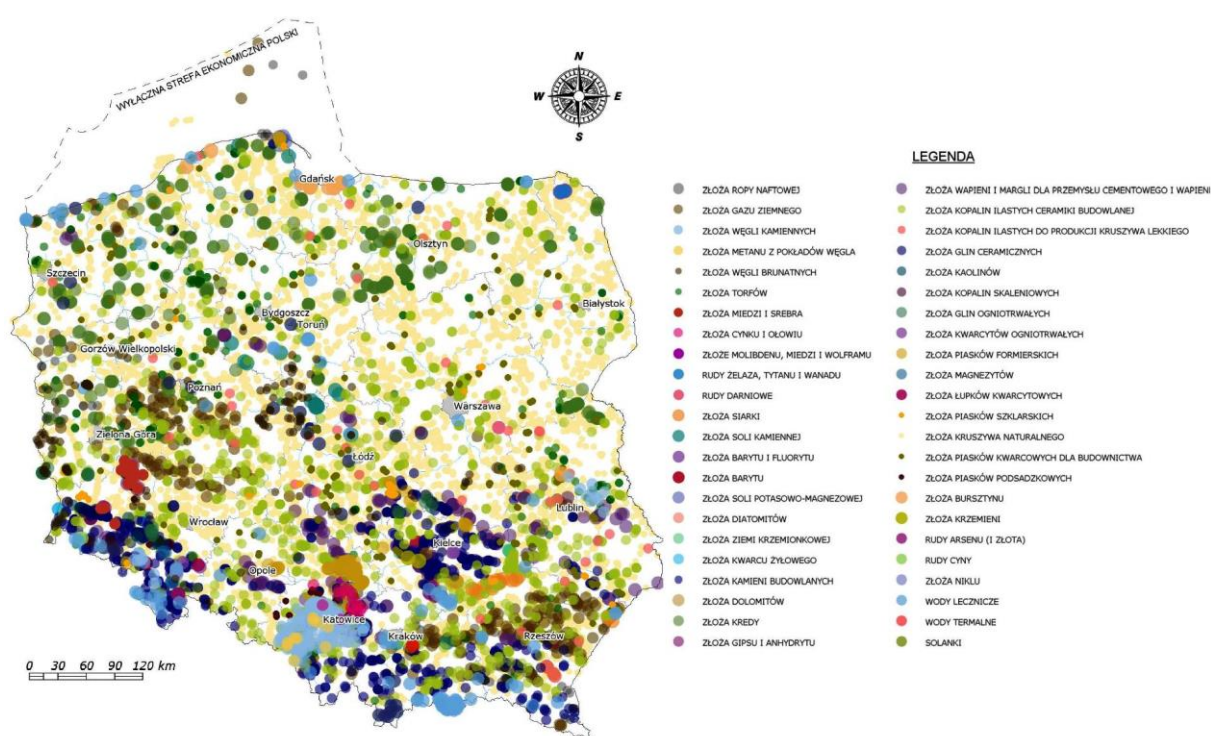 WYŁĄCZNA STREFA EKONOMICZNA POLSKI
N
W E
S
Gdańsk
Olsztyn
Szczecin
Białystok
Bydgoszcz
Toruń
Gorzów Wielkopolski
Poznań
Warszawa
Zielona Góra
Łódź
Lublin
Wrocław
Kielce
Opole
Katowice
Kraków
Rzeszów
0 30 60 90 120 km
LEGENDA
ZŁOŻA ROPY NAFTOWEJ
ZŁOŻA GAZU ZIEMNEGO
ZŁOŻA WĘGLI KAMIENNYCH
ZŁOŻA METANU Z POKŁADÓW WĘGLA
ZŁOŻA WĘGLI BRUNATNYCH
ZŁOŻA TORFÓW
ZŁOŻA MIEDZI I SREBRA
ZŁOŻA CYNKU I OŁOWIU
ZŁOŻE MOLIBDENU, MIEDZI I WOLFRAMU
RUDY ŻELAZA, TYTANU I WANADU
RUDY DARNIOWE
ZŁOŻA SIARKI
ZŁOŻA SOLI KAMIENNEJ
ZŁOŻA BARYTU I FLUORYTU
ZŁOŻA BARYTU
ZŁOŻA SOLI POTASOWO-MAGNEZOWEJ
ZŁOŻA DIATOMITÓW
ZŁOŻA ZIEMI KRZEMIONKOWEJ
ZŁOŻA KWARCU ŻYŁOWEGO
ZŁOŻA KAMIENI BUDOWLANYCH
ZŁOŻA DOLOMITÓW
ZŁOŻA KREDY
ZŁOŻA GIPSU I ANHYDRYTU
ZŁOŻA WAPIENI I MARGLI DLA PRZEMYSŁU CEMENTOWEGO I WAPIENI
ZŁOŻA KOPALIN ILASTYCH CERAMIKI BUDOWLANEJ
ZŁOŻA KOPALIN ILASTYCH DO PRODUKCJI KRUSZYWA LEKKIEGO
ZŁOŻA GLIN CERAMICZNYCH
ZŁOŻA KAOLINÓW
ZŁOŻA KOPALIN SKALENIOWYCH
ZŁOŻA GLIN OGNIOTRWAŁYCH
ZŁOŻA KWARCYTÓW OGNIOTRWAŁYCH
ZŁOŻA PIASKÓW FORMIERSKICH
ZŁOŻA MAGNEZYTÓW
ZŁOŻA ŁUPKÓW KWARCYTOWYCH
ZŁOŻA PIASKÓW SZKLARSKICH
ZŁOŻA KRUSZYWA NATURALNEGO
ZŁOŻA PIASKÓW KWARCOWYCH DLA BUDOWNICTWA
ZŁOŻA PIASKÓW PODSADZKOWYCH
ZŁOŻA BURSZTYNU
ZŁOŻA KRZEMIENI
RUDY ARSENU (I ZŁOTA)
RUDY CYNY
ZŁOŻA NIKLU
WODY LECZNICZE
WODY TERMALNE
SOLANKI